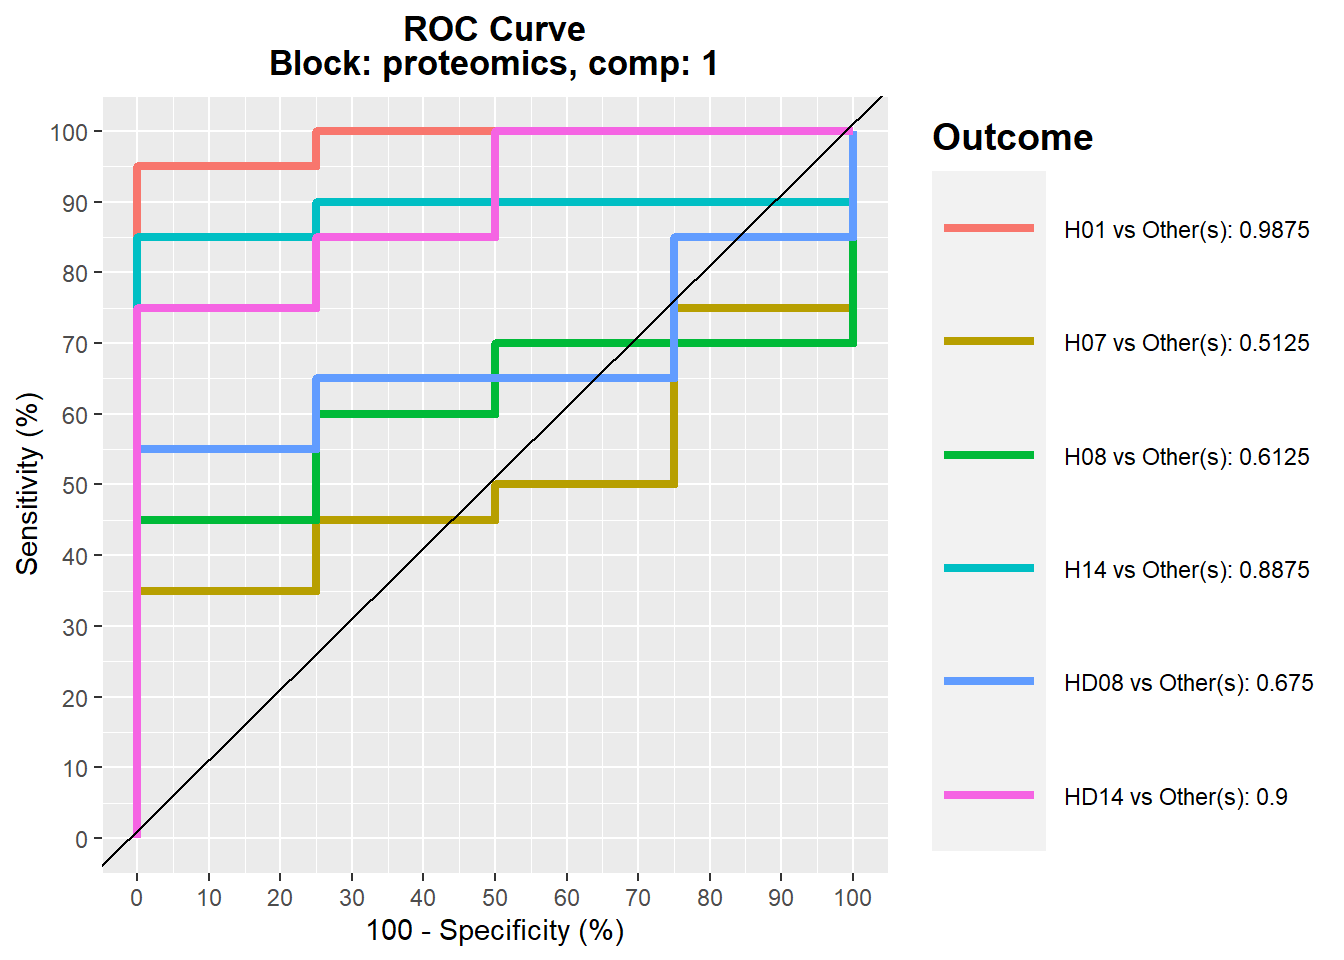 ROC Curve
Block: proteomics, comp: 1
Sensitivity (%)
100
90
80
70
60
50
40
30
20
10
0
0 10 20 30 40 50 60 70 80 90 100
100 - Specificity (%)
Outcome
H01 vs Other(s): 0.9875
H07 vs Other(s): 0.5125
H08 vs Other(s): 0.6125
H14 vs Other(s): 0.8875
HD08 vs Other(s): 0.675
HD14 vs Other(s): 0.9